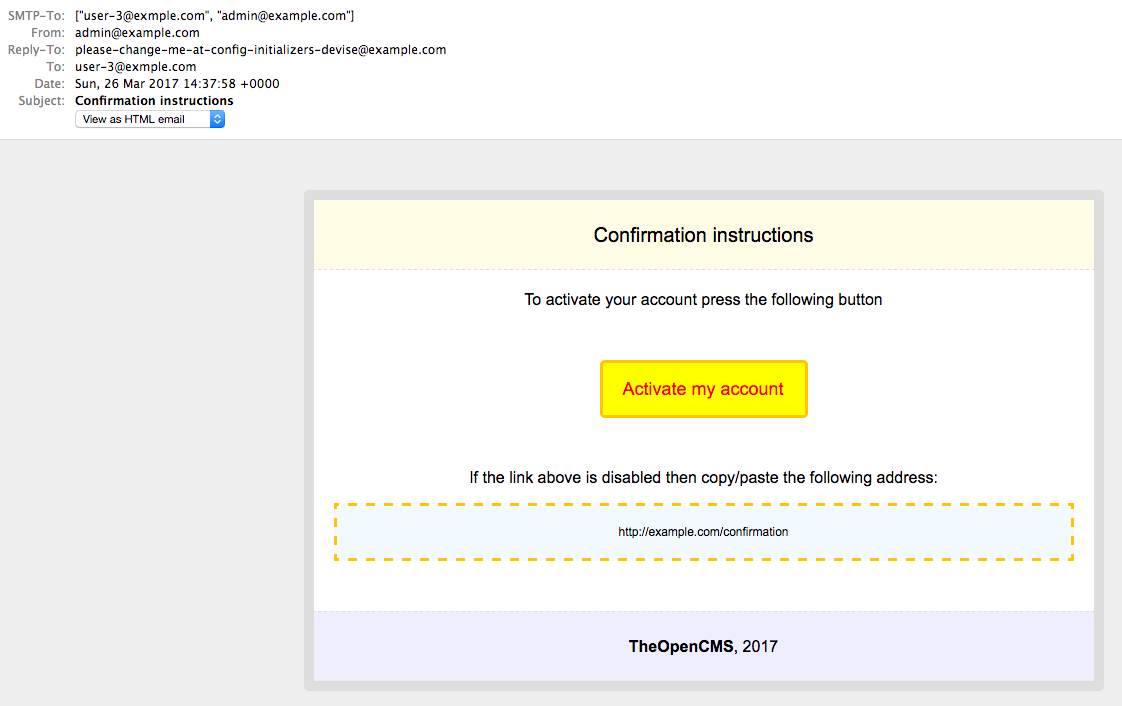 SMTP-To: ["user-3@exmple.com", "admin@example.com"]
From: admin@example.com
Reply-To: please-change-me-at-config-initializers-devise@example.com
To: user-3@exmple.com
Date: Sun, 26 Mar 2017 14:37:58 +0000
Subject: Confirmation instructions
View as HTML email
Confirmation instructions
To activate your account press the following button
Activate my account
If the link above is disabled then copy/paste the following address:
http://example.com/confirmation
TheOpenCMS, 2017